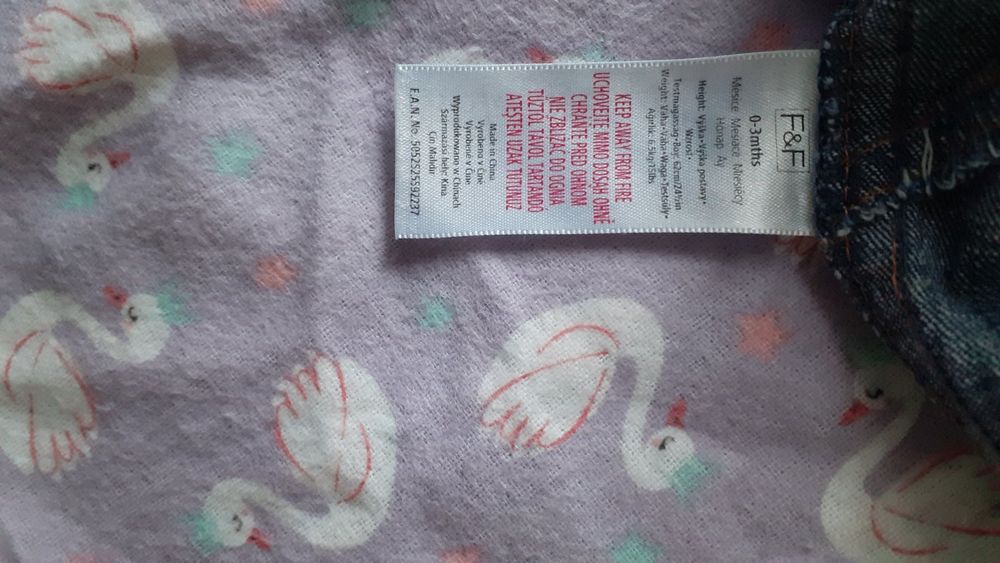 F&F
0-3mths
Měsíce Mesiace Miesięcy
Hónap Ay
Height• Výška•Výška postavy•
Wzrost•
Testmagasság•Boy: 62cm/24½in
Weight• Váha•Váha•Waga•Testsúly•
Ağırlık: 6.5kg/15lbs
KEEP AWAY FROM FIRE
UCHOVEJTE MIMO DOSAH OHNĚ
CHRÁŇTE PRED OHŇOM
NIE ZBLIŻAĆ DO OGNIA
TŰZTŐL TÁVOL TARTANDÓ
ATEŞTEN UZAK TUTUNUZ
Made in China
Vyrobeno v Číně
Vyrobené v Číne
Wyprodukowano w Chinach
Származási hely: Kína
Çin Malıdır
E.A.N. No. 5052525592237